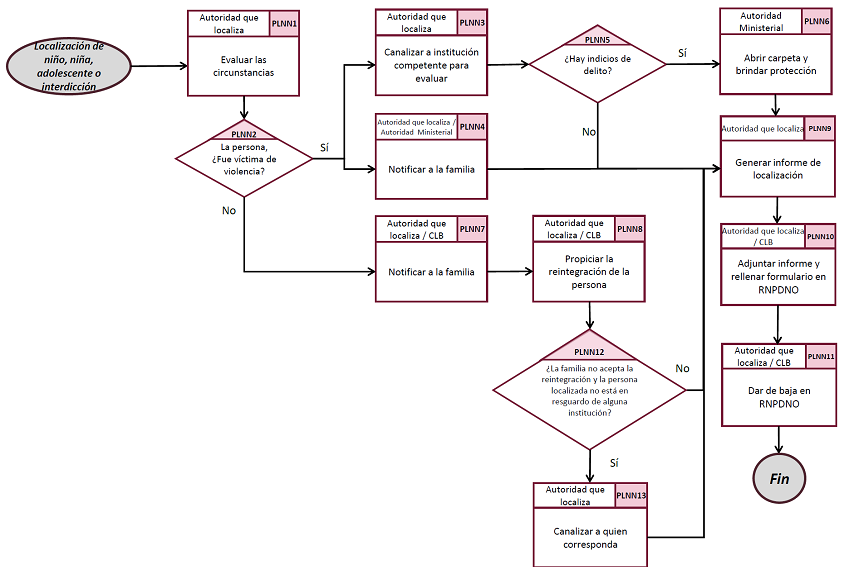 Localización de
niño, niña,
adolescente o
interdicción
Autoridad que
localiza
PLNN1
Evaluar las
circunstancias
PLNN2
La persona,
¿Fue víctima de
violencia?
Sí
No
Autoridad que
localiza
PLNN3
Canalizar a institución
competente para
evaluar
Autoridad que localiza /
Autoridad Ministerial
PLNN4
Notificar a la familia
PLNN5
¿Hay indicios de
delito?
Sí
No
Autoridad
Ministerial
PLNN6
Abrir carpeta y
brindar protección
Autoridad que localiza
PLNN9
Generar informe de
localización
Autoridad que
localiza / CLB
PLNN7
Notificar a la familia
Autoridad que
localiza / CLB
PLNN8
Propiciar la
reintegración de la
persona
Autoridad que localiza
/ CLB
PLNN10
Adjuntar informe y
rellenar formulario en
RNPDNO
PLNN12
¿La familia no acepta la
reintegración y la persona
localizada no está en
resguardo de alguna
institución?
No
Sí
Autoridad que
localiza / CLB
PLNN11
Dar de baja en
RNPDNO
Fin
Autoridad que
localiza
PLNN13
Canalizar a quien
corresponda